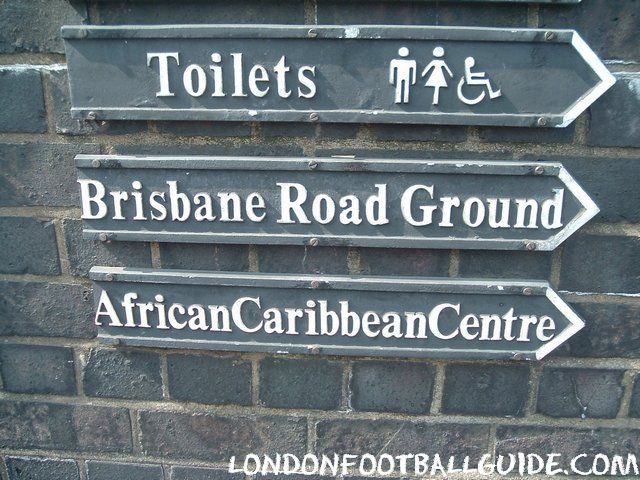 Toilets
Brisbane Road Ground
AfricanCaribbeanCentre
LONDONFOOTBALLGUIDE.COM